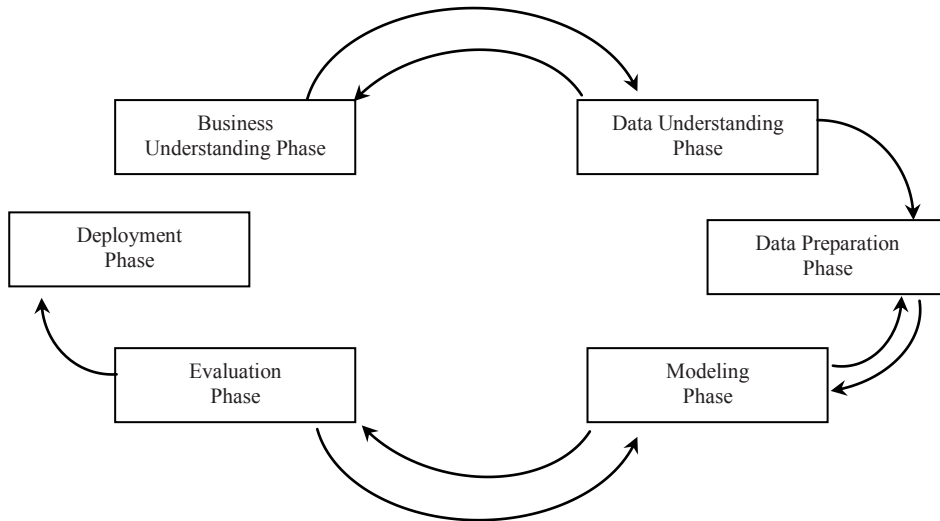 Business
Understanding Phase
Data Understanding
Phase
Deployment
Phase
Data Preparation
Phase
Evaluation
Phase
Modeling
Phase